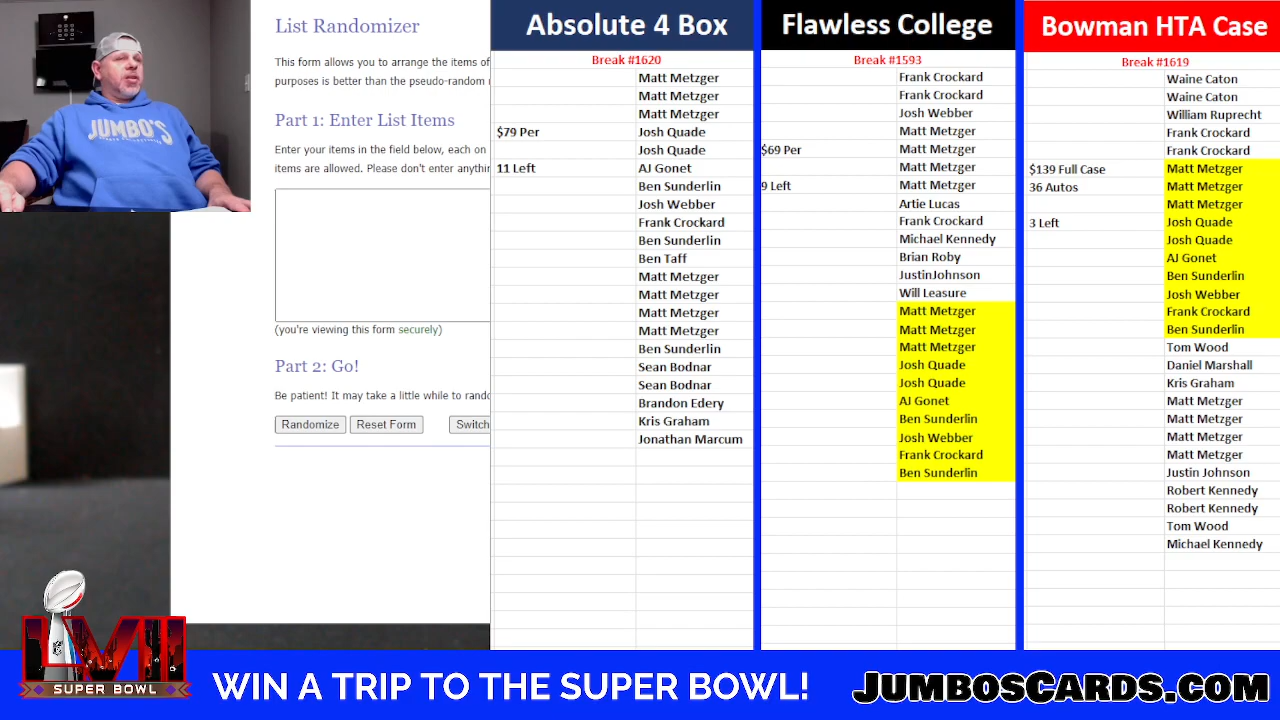 JUMBO'S
List Randomizer
This form allows you to arrange the items of
purposes is better than the pseudo-random
Part 1: Enter List Items
Enter your items in the field below, each on
items are allowed. Please don't enter
(you're viewing this form securely)
Part 2: Go!
Be patient! It may take a little while to
Randomize
Reset Form
Switch
Absolute 4 Box
Break #1620
Matt Metzger
Matt Metzger
Matt Metzger
$79 Per Josh Quade
Josh Quade
11 Left AJ Gonet
Ben Sunderlin
Josh Webber
Frank Crockard
Ben Sunderlin
Ben Taff
Matt Metzger
Matt Metzger
Matt Metzger
Matt Metzger
Ben Sunderlin
Sean Bodnar
Sean Bodnar
Brandon Edery
Kris Graham
Jonathan Marcum
Flawless College
Break #1593
Frank Crockard
Frank Crockard
Josh Webber
Matt Metzger
$69 Per Matt Metzger
Matt Metzger
9 Left Matt Metzger
Artie Lucas
Frank Crockard
Michael Kennedy
Brian Roby
JustinJohnson
Will Leasure
Matt Metzger
Matt Metzger
Matt Metzger
Josh Quade
Josh Quade
AJ Gonet
Ben Sunderlin
Josh Webber
Frank Crockard
Ben Sunderlin
Bowman HTA Case
Break #1619
Waine Caton
Waine Caton
William Ruprecht
Frank Crockard
Frank Crockard
$139 Full Case Matt Metzger
36 Autos Matt Metzger
Matt Metzger
3 Left Josh Quade
Josh Quade
AJ Gonet
Ben Sunderlin
Josh Webber
Frank Crockard
Ben Sunderlin
Tom Wood
Daniel Marshall
Kris Graham
Matt Metzger
Matt Metzger
Matt Metzger
Matt Metzger
Justin Johnson
Robert Kennedy
Robert Kennedy
Tom Wood
Michael Kennedy
LVII
SUPER BOWL
WIN A TRIP TO THE SUPER BOWL!
JUMBOSCARDS.COM